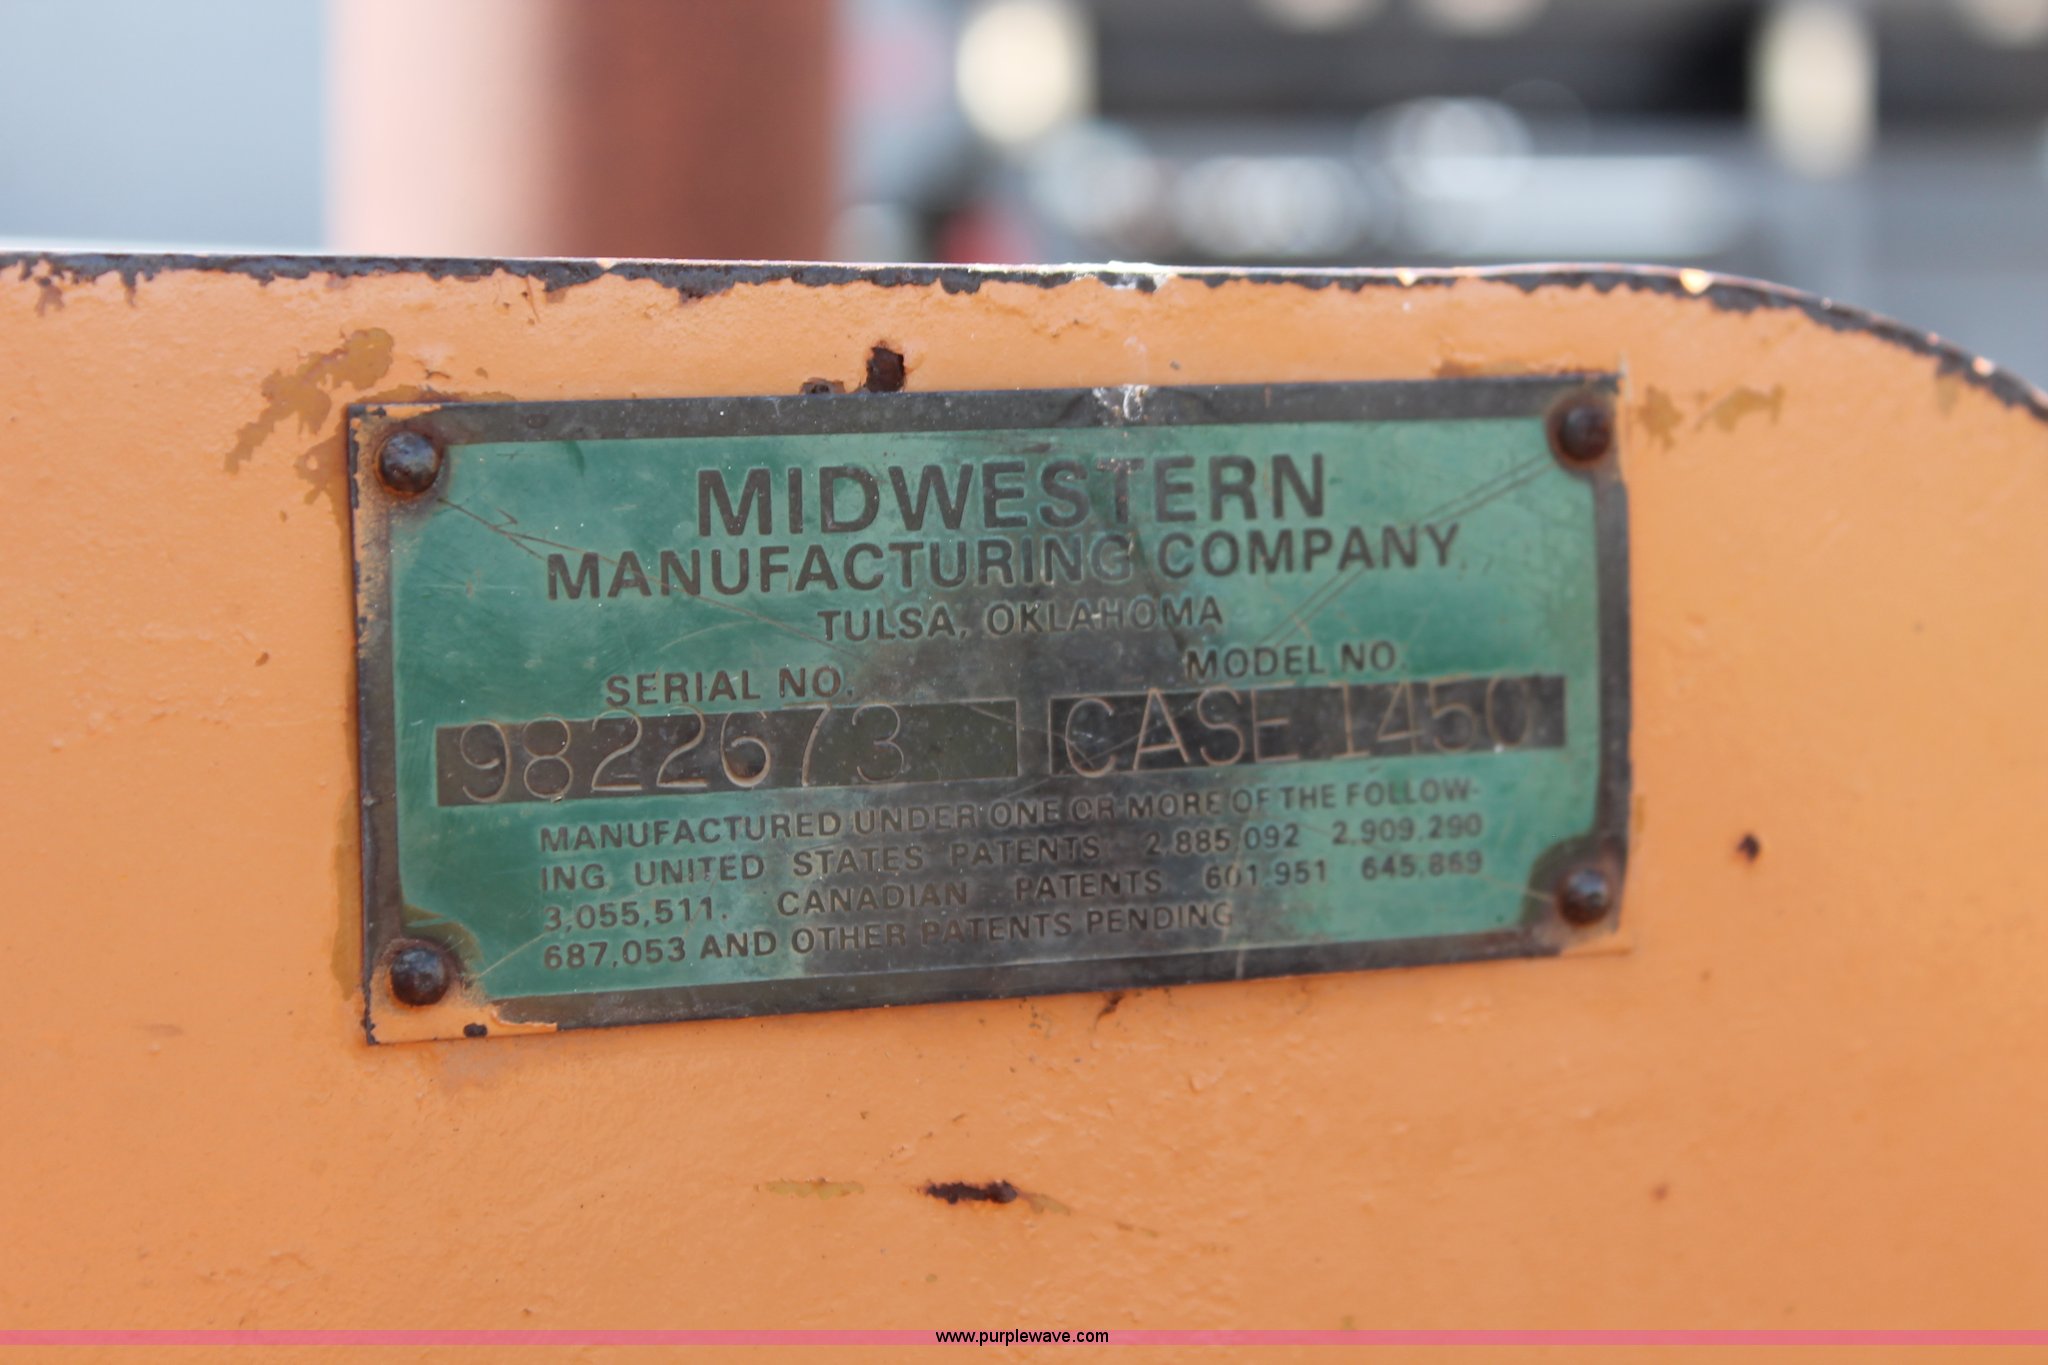 MIDWESTERN
MANUFACTURING COMPANY
TULSA, OKLAHOMA
SERIAL NO. MODEL NO.
9822673 CASE 1450
MANUFACTURED UNDER ONE OR MORE OF THE FOLLOW-
ING UNITED STATES PATENTS 2,885,092 2,909,290
3,055,511. CANADIAN PATENTS 601,951 645,869
687,053 AND OTHER PATENTS PENDING
www.purplewave.com